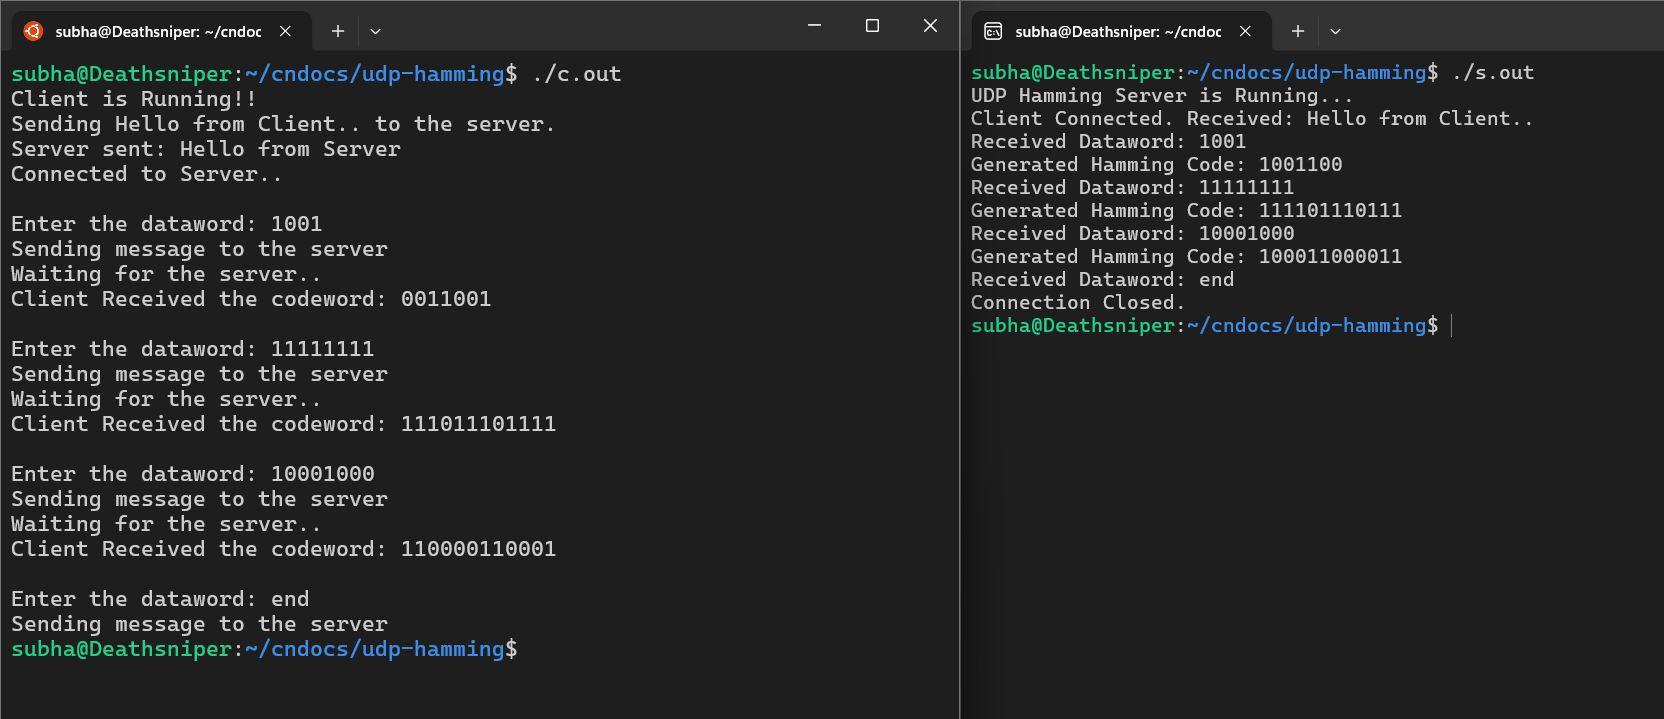 subha@Deathsniper: ~/cndoc
subha@Deathsniper:~/cndocs/udp-hamming$ ./c.out
Client is Running!!
Sending Hello from Client.. to the server.
Server sent: Hello from Server
Connected to Server..
Enter the dataword: 1001
Sending message to the server
Waiting for the server..
Client Received the codeword: 0011001
Enter the dataword: 11111111
Sending message to the server
Waiting for the server..
Client Received the codeword: 111011101111
Enter the dataword: 10001000
Sending message to the server
Waiting for the server..
Client Received the codeword: 110000110001
Enter the dataword: end
Sending message to the server
subha@Deathsniper:~/cndocs/udp-hamming$
subha@Deathsniper: ~/cndoc
subha@Deathsniper:~/cndocs/udp-hamming$ ./s.out
UDP Hamming Server is Running...
Client Connected. Received: Hello from Client..
Received Dataword: 1001
Generated Hamming Code: 1001100
Received Dataword: 11111111
Generated Hamming Code: 111101110111
Received Dataword: 10001000
Generated Hamming Code: 100011000011
Received Dataword: end
Connection Closed.
subha@Deathsniper:~/cndocs/udp-hamming$